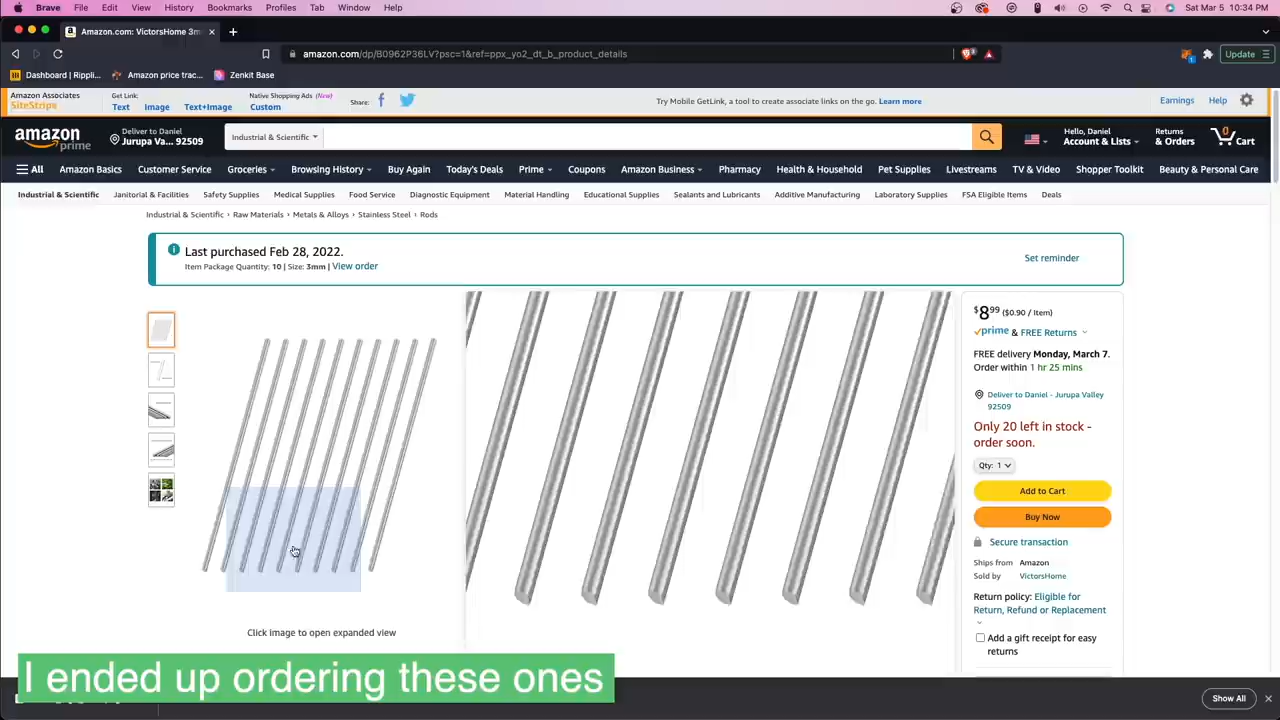 Brave File Edit View History Bookmarks Profiles Tab Window Help Sat Mar 5 10:34 PM
Amazon.com: VictorsHome 3m
amazon.com/dp/B0962P36LV?psc=1&ref=ppx_yo2_dt_b_product_details
Update
Dashboard | Rippli... Amazon price trac... Zenkit Base
Amazon Associates
SiteStripe
Get Link:
Text Image Text+Image
Native Shopping Ads (New)
Custom
Share:
Try Mobile GetLink, a tool to create associate links on the go. Learn more
Earnings Help
amazon
prime
Deliver to Daniel
Jurupa Va... 92509
Industrial & Scientific
Hello, Daniel
Account & Lists
Returns
& Orders
0
Cart
All Amazon Basics Customer Service Groceries Browsing History Buy Again Today's Deals Prime Coupons Amazon Business Pharmacy Health & Household Pet Supplies Livestreams TV & Video Shopper Toolkit Beauty & Personal Care
Industrial & Scientific Janitorial & Facilities Safety Supplies Medical Supplies Food Service Diagnostic Equipment Material Handling Educational Supplies Sealants and Lubricants Additive Manufacturing Laboratory Supplies FSA Eligible Items Deals
Industrial & Scientific › Raw Materials › Metals & Alloys › Stainless Steel › Rods
Last purchased Feb 28, 2022.
Item Package Quantity: 10 | Size: 3mm | View order
Set reminder
$8.99 ($0.90 / Item)
prime & FREE Returns
FREE delivery Monday, March 7.
Order within 1 hr 25 mins
Deliver to Daniel - Jurupa Valley
92509
Only 20 left in stock -
order soon.
Qty: 1
Add to Cart
Buy Now
Secure transaction
Ships from Amazon
Sold by VictorsHome
Return policy: Eligible for
Return, Refund or Replacement
Add a gift receipt for easy
returns
Click image to open expanded view
I ended up ordering these ones
Show All